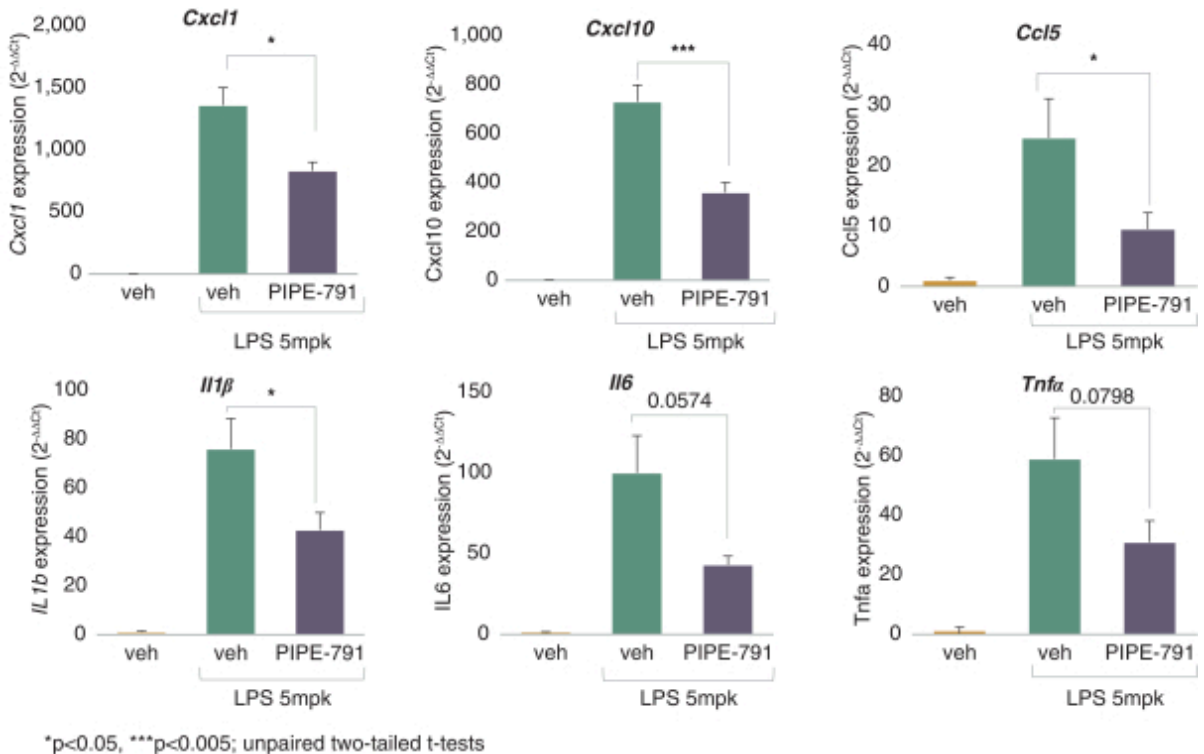 Cxcl1
Cxcl1 expression (2-ΔΔCt)
2,000
1,500
1,000
500
0
*
veh
veh
PIPE-791
LPS 5mpk
Cxcl10
Cxcl10 expression (2-ΔΔCt)
1,000
800
600
400
200
0
***
veh
veh
PIPE-791
LPS 5mpk
Ccl5
Ccl5 expression (2-ΔΔCt)
40
30
20
10
0
*
veh
veh
PIPE-791
LPS 5mpk
Il1β
IL1b expression (2-ΔΔCt)
100
80
60
40
20
0
*
veh
veh
PIPE-791
LPS 5mpk
Il6
IL6 expression (2-ΔΔCt)
150
100
50
0
0.0574
veh
veh
PIPE-791
LPS 5mpk
Tnfα
Tnfa expression (2-ΔΔCt)
80
60
40
20
0
0.0798
veh
veh
PIPE-791
LPS 5mpk
*p<0.05, ***p<0.005; unpaired two-tailed t-tests